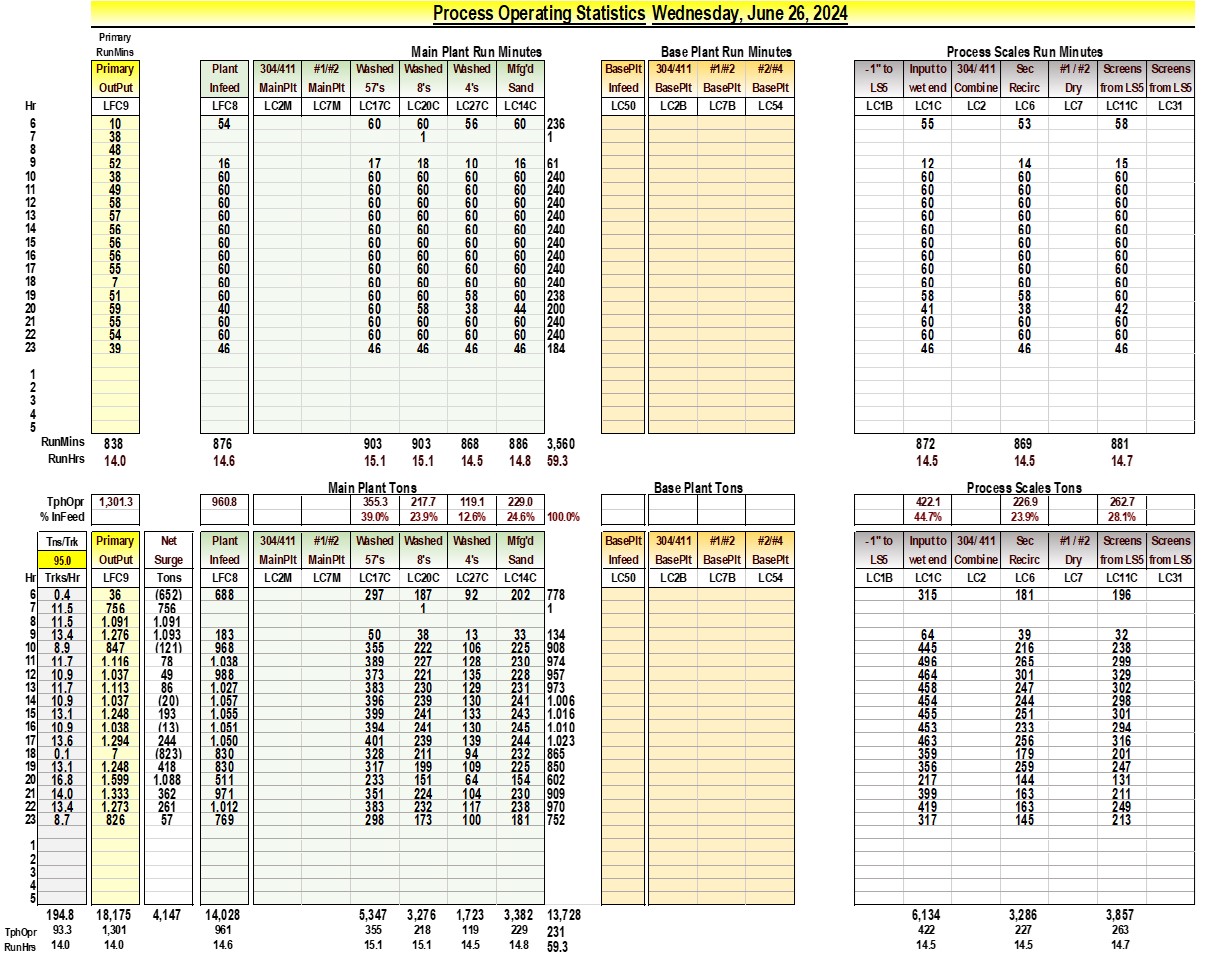 Process Operating Statistics Wednesday, June 26, 2024
Primary
RunMins Main Plant Run Minutes Base Plant Run Minutes Process Scales Run Minutes
Primary Plant 304/411 #1/#2 Washed Washed Washed Mfg'd BasePlt 304/411 #1/#2 #2/#4 -1" to Input to 304/ 411 Sec #1 / #2 Screens Screens
OutPut Infeed MainPlt MainPlt 57's 8's 4's Sand Infeed BasePlt BasePlt BasePlt LS5 wet end Combine Recirc Dry from LS5 from LS5
Hr LFC9 LFC8 LC2M LC7M LC17C LC20C LC27C LC14C LC50 LC2B LC7B LC54 LC1B LC1C LC2 LC6 LC7 LC11C LC31
6 10 54 60 60 56 60 236 55 53 58
7 38 1 1
8 48
9 52 16 17 18 10 16 61 12 14 15
10 38 60 60 60 60 60 240 60 60 60
11 49 60 60 60 60 60 240 60 60 60
12 58 60 60 60 60 60 240 60 60 60
13 57 60 60 60 60 60 240 60 60 60
14 56 60 60 60 60 60 240 60 60 60
15 56 60 60 60 60 60 240 60 60 60
16 56 60 60 60 60 60 240 60 60 60
17 55 60 60 60 60 60 240 60 60 60
18 7 60 60 60 60 60 240 60 60 60
19 51 60 60 60 58 60 238 58 58 60
20 59 40 60 58 38 44 200 41 38 42
21 55 60 60 60 60 60 240 60 60 60
22 54 60 60 60 60 60 240 60 60 60
23 39 46 46 46 46 46 184 46 46 46
1
2
3
4
5
RunMins 838 876 903 903 868 886 3,560 872 869 881
RunHrs 14.0 14.6 15.1 15.1 14.5 14.8 59.3 14.5 14.5 14.7
Main Plant Tons Base Plant Tons Process Scales Tons
TphOpr 1,301.3 960.8 355.3 217.7 119.1 229.0 422.1 226.9 262.7
% InFeed 39.0% 23.9% 12.6% 24.6% 100.0% 44.7% 23.9% 28.1%
Tns/Trk Primary Net Plant 304/411 #1/#2 Washed Washed Washed Mfg'd BasePlt 304/411 #1/#2 #2/#4 -1" to Input to 304/ 411 Sec #1 / #2 Screens Screens
95.0 OutPut Surge Infeed MainPlt MainPlt 57's 8's 4's Sand Infeed BasePlt BasePlt BasePlt LS5 wet end Combine Recirc Dry from LS5 from LS5
Hr Trks/Hr LFC9 Tons LFC8 LC2M LC7M LC17C LC20C LC27C LC14C LC50 LC2B LC7B LC54 LC1B LC1C LC2 LC6 LC7 LC11C LC31
6 0.4 36 (652) 688 297 187 92 202 778 315 181 196
7 11.5 756 756 1 1
8 11.5 1.091 1.091
9 13.4 1.276 1.093 183 50 38 13 33 134 64 39 32
10 8.9 847 (121) 968 355 222 106 225 908 445 216 238
11 11.7 1.116 78 1.038 389 227 128 230 974 496 265 299
12 10.9 1.037 49 988 373 221 135 228 957 464 301 329
13 11.7 1.113 86 1.027 383 230 129 231 973 458 247 302
14 10.9 1.037 (20) 1.057 396 239 130 241 1.006 454 244 298
15 13.1 1.248 193 1.055 399 241 133 243 1.016 455 251 301
16 10.9 1.038 (13) 1.051 394 241 130 245 1.010 453 233 294
17 13.6 1.294 244 1.050 401 239 139 244 1.023 463 256 316
18 0.1 7 (823) 830 328 211 94 232 865 359 179 201
19 13.1 1.248 418 830 317 199 109 225 850 356 259 247
20 16.8 1.599 1.088 511 233 151 64 154 602 217 144 131
21 14.0 1.333 362 971 351 224 104 230 909 399 163 211
22 13.4 1.273 261 1.012 383 232 117 238 970 419 163 249
23 8.7 826 57 769 298 173 100 181 752 317 145 213
1
2
3
4
5
194.8 18,175 4,147 14,028 5,347 3,276 1,723 3,382 13,728 6,134 3,286 3,857
TphOpr 93.3 1,301 961 355 218 119 229 231 422 227 263
RunHrs 14.0 14.0 14.6 15.1 15.1 14.5 14.8 59.3 14.5 14.5 14.7